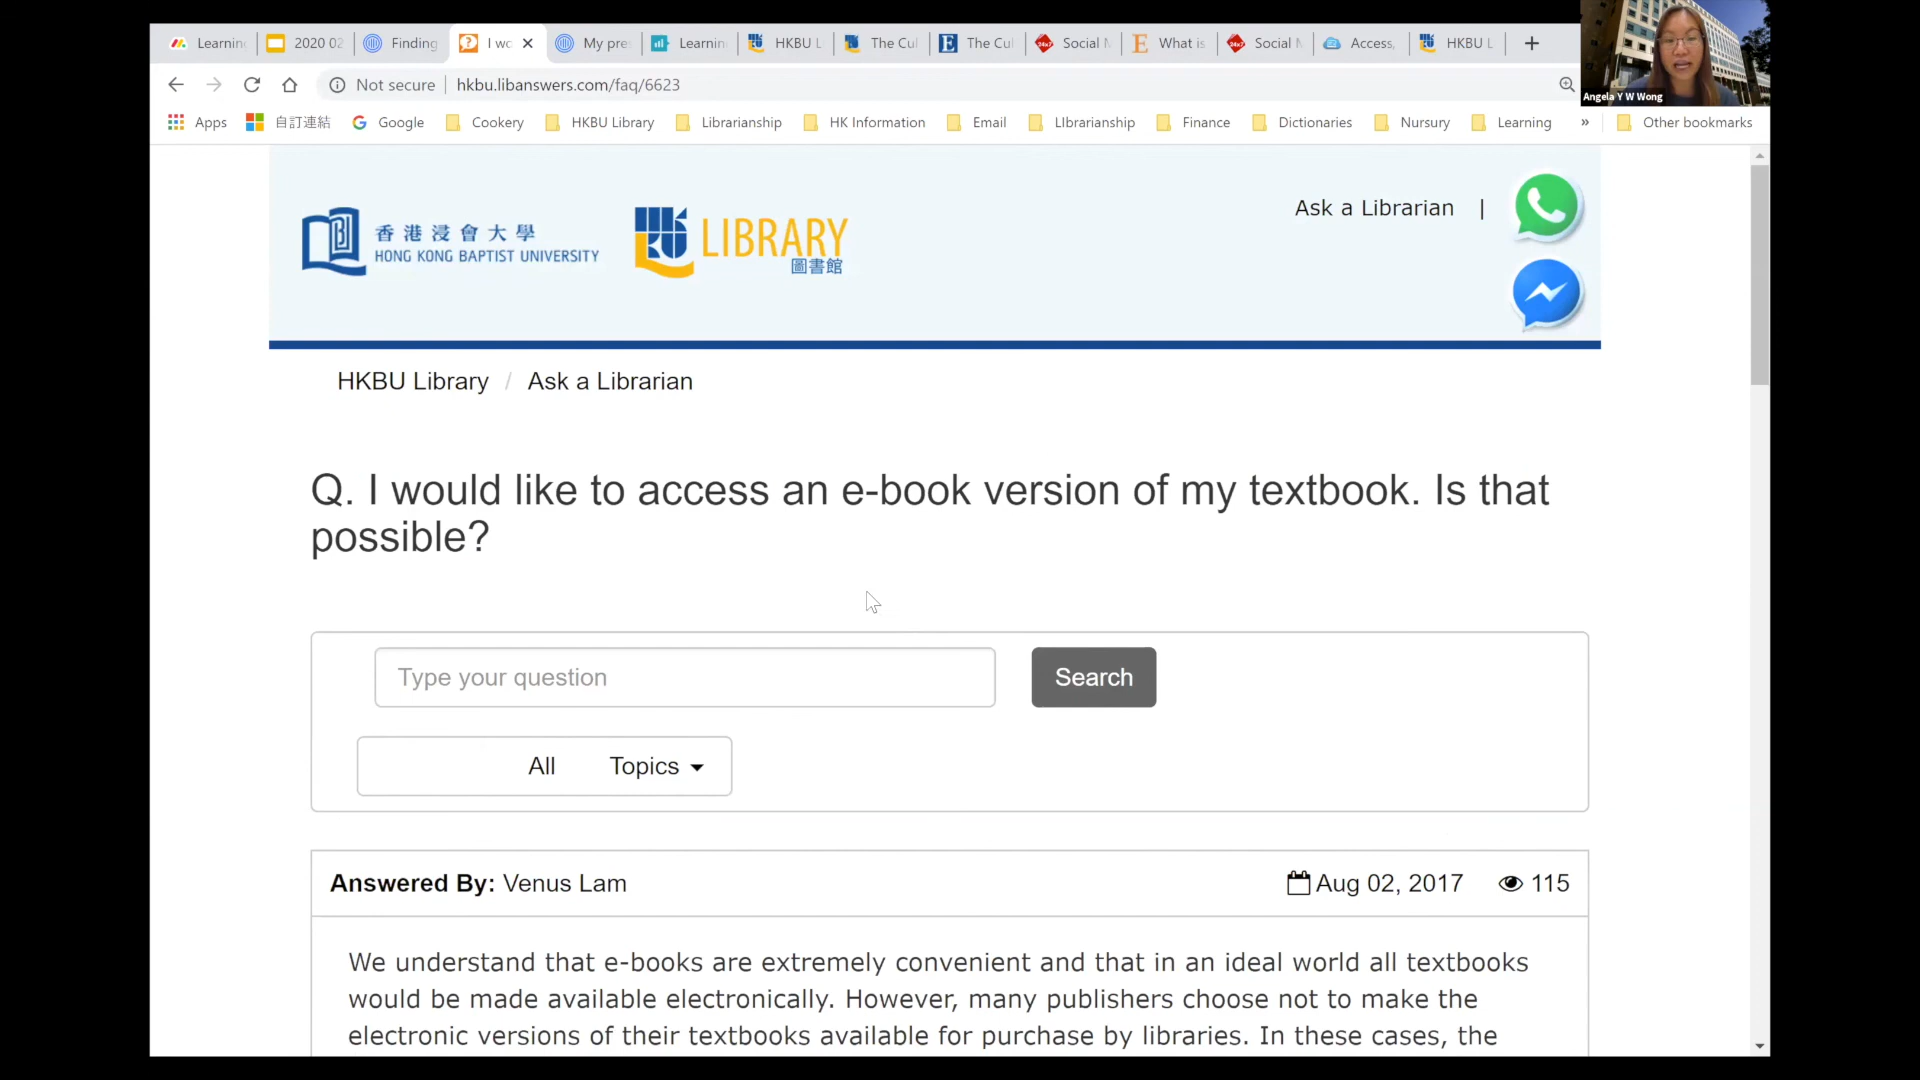 Learning
2020 02
Finding
I wo
My pre
Learnin
HKBU L
The Cul
The Cul
Social M
What is
Social M
Access,
HKBU L
Not secure
hkbu.libanswers.com/faq/6623
Angela Y W Wong
Apps
自訂連結
Google
Cookery
HKBU Library
Librarianship
HK Information
Email
LIbrarianship
Finance
Dictionaries
Nursury
Learning
»
Other bookmarks
香港浸會大學
HONG KONG BAPTIST UNIVERSITY
LIBRARY
圖書館
Ask a Librarian |
HKBU Library / Ask a Librarian
Q. I would like to access an e-book version of my textbook. Is that
possible?
Type your question
Search
All Topics
Answered By: Venus Lam
Aug 02, 2017 115
We understand that e-books are extremely convenient and that in an ideal world all textbooks
would be made available electronically. However, many publishers choose not to make the
electronic versions of their textbooks available for purchase by libraries. In these cases, the